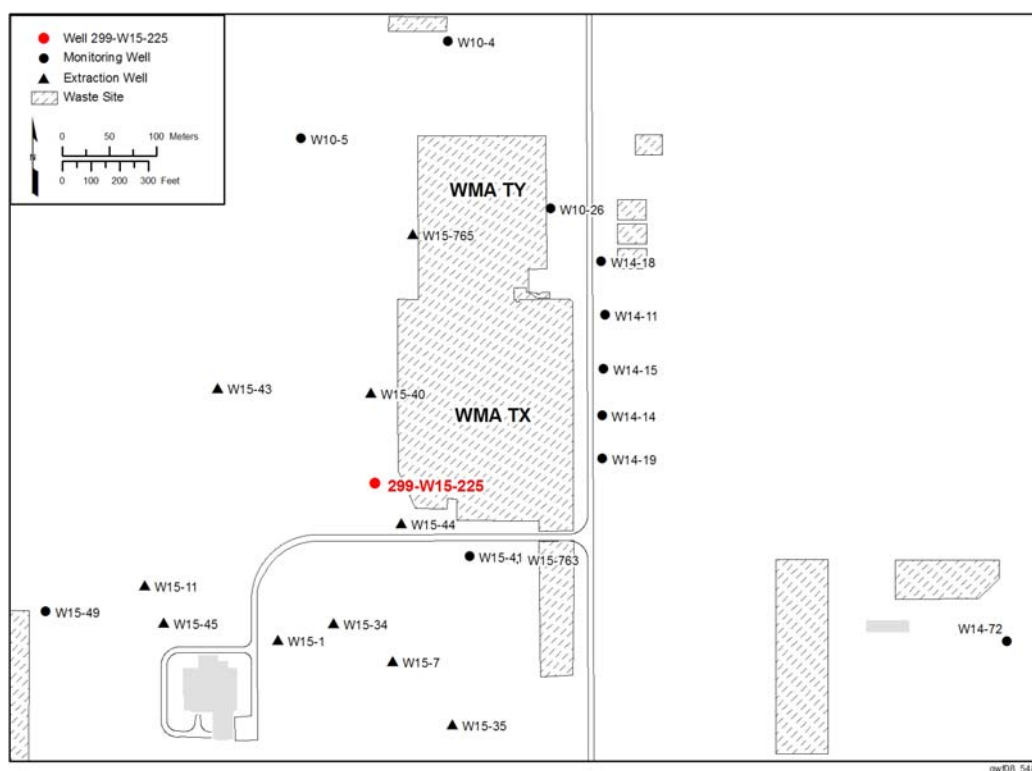 Well 299-W15-225
Monitoring Well
Extraction Well
Waste Site
N
0 50 100 Meters
0 100 200 300 Feet
W10-4
W10-5
WMA TY
W10-26
W15-765
W14-18
W14-11
W14-15
W15-43
W15-40
WMA TX
W14-14
W14-19
299-W15-225
W15-44
W15-41
W15-763
W15-11
W15-49
W15-45
W15-34
W15-1
W14-72
W15-7
W15-35